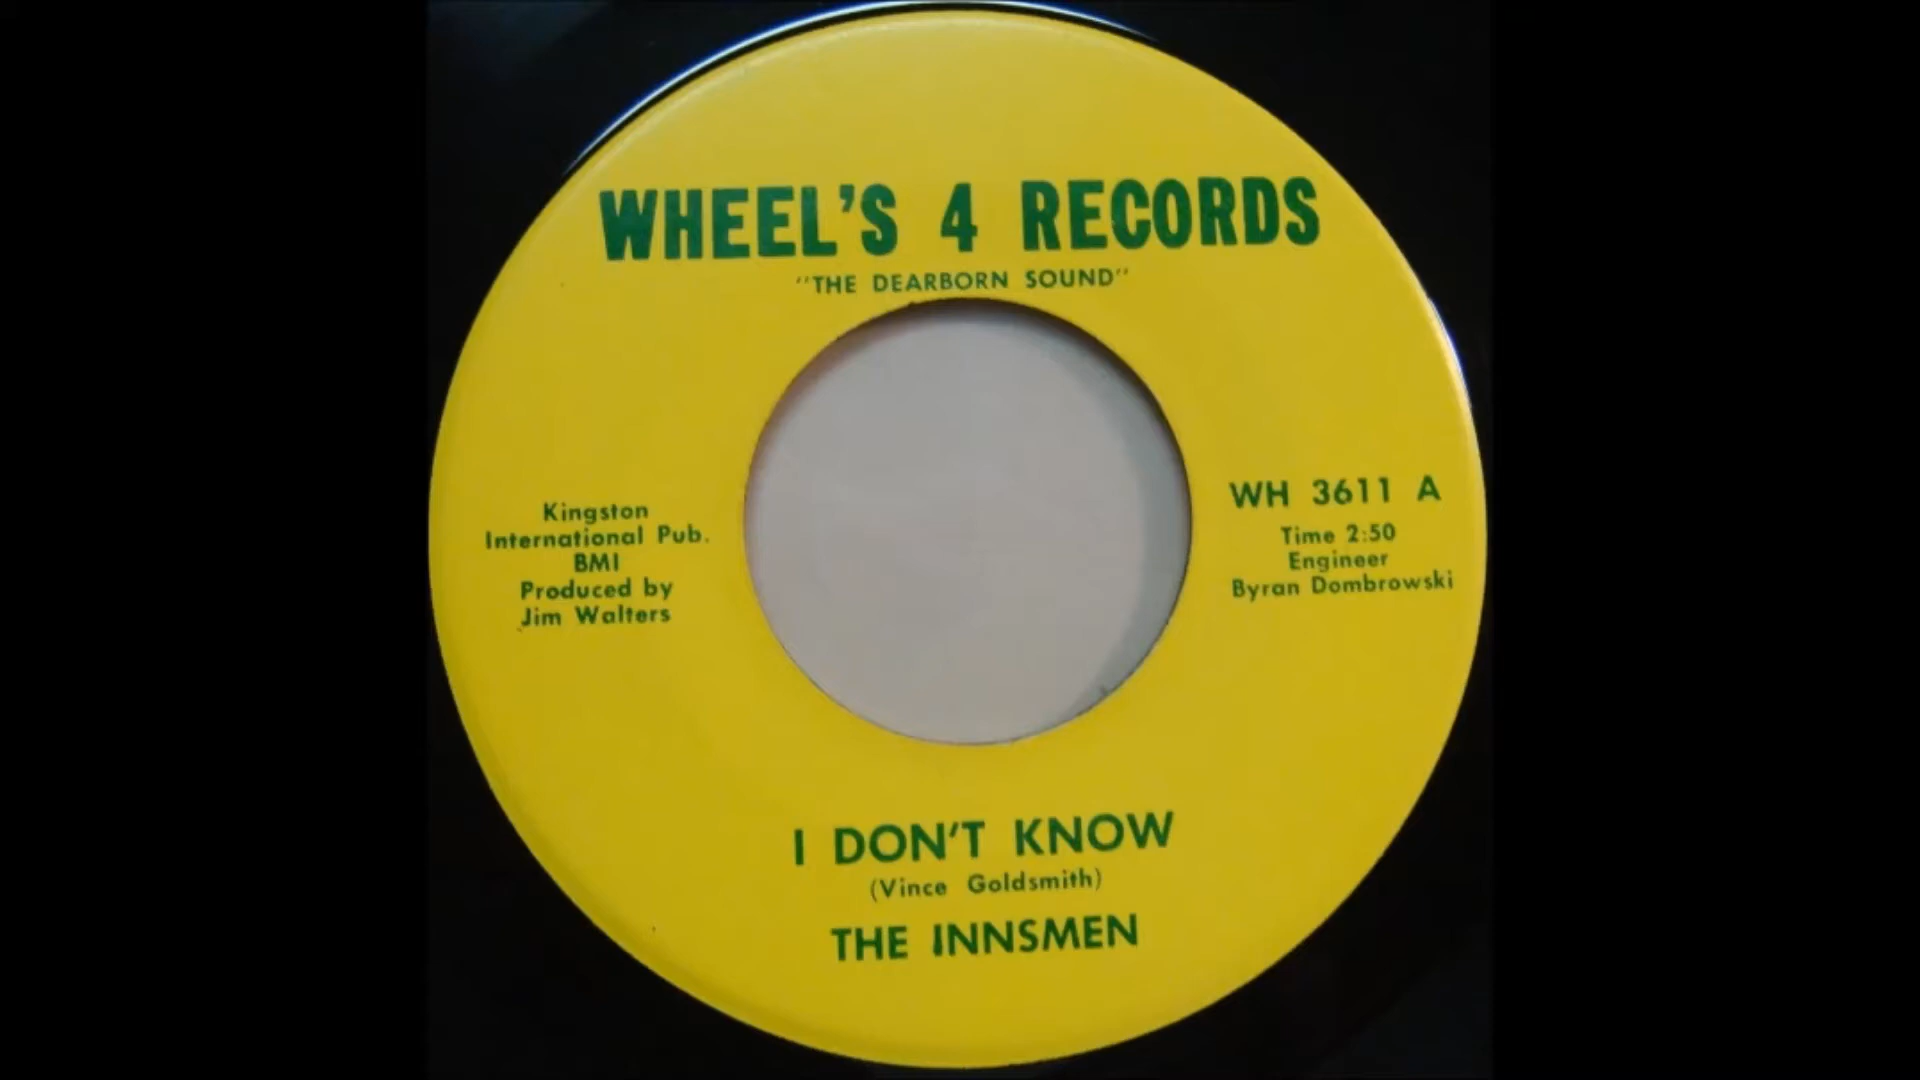 WHEEL'S 4 RECORDS
"THE DEARBORN SOUND"
Kingston
International Pub.
BMI
Produced by
Jim Walters
WH 3611 A
Time 2:50
Engineer
Byran Dombrowski
I DON'T KNOW
(Vince Goldsmith)
THE INNSMEN